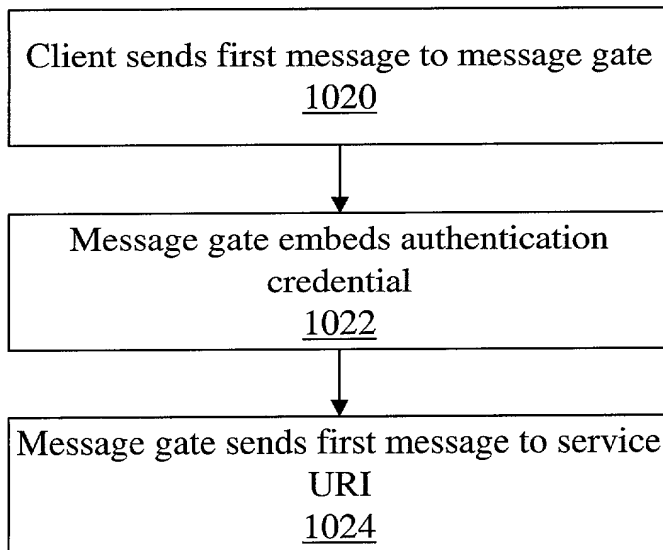 Client sends first message to message gate
1020
Message gate embeds authentication
credential
1022
Message gate sends first message to service
URI
1024